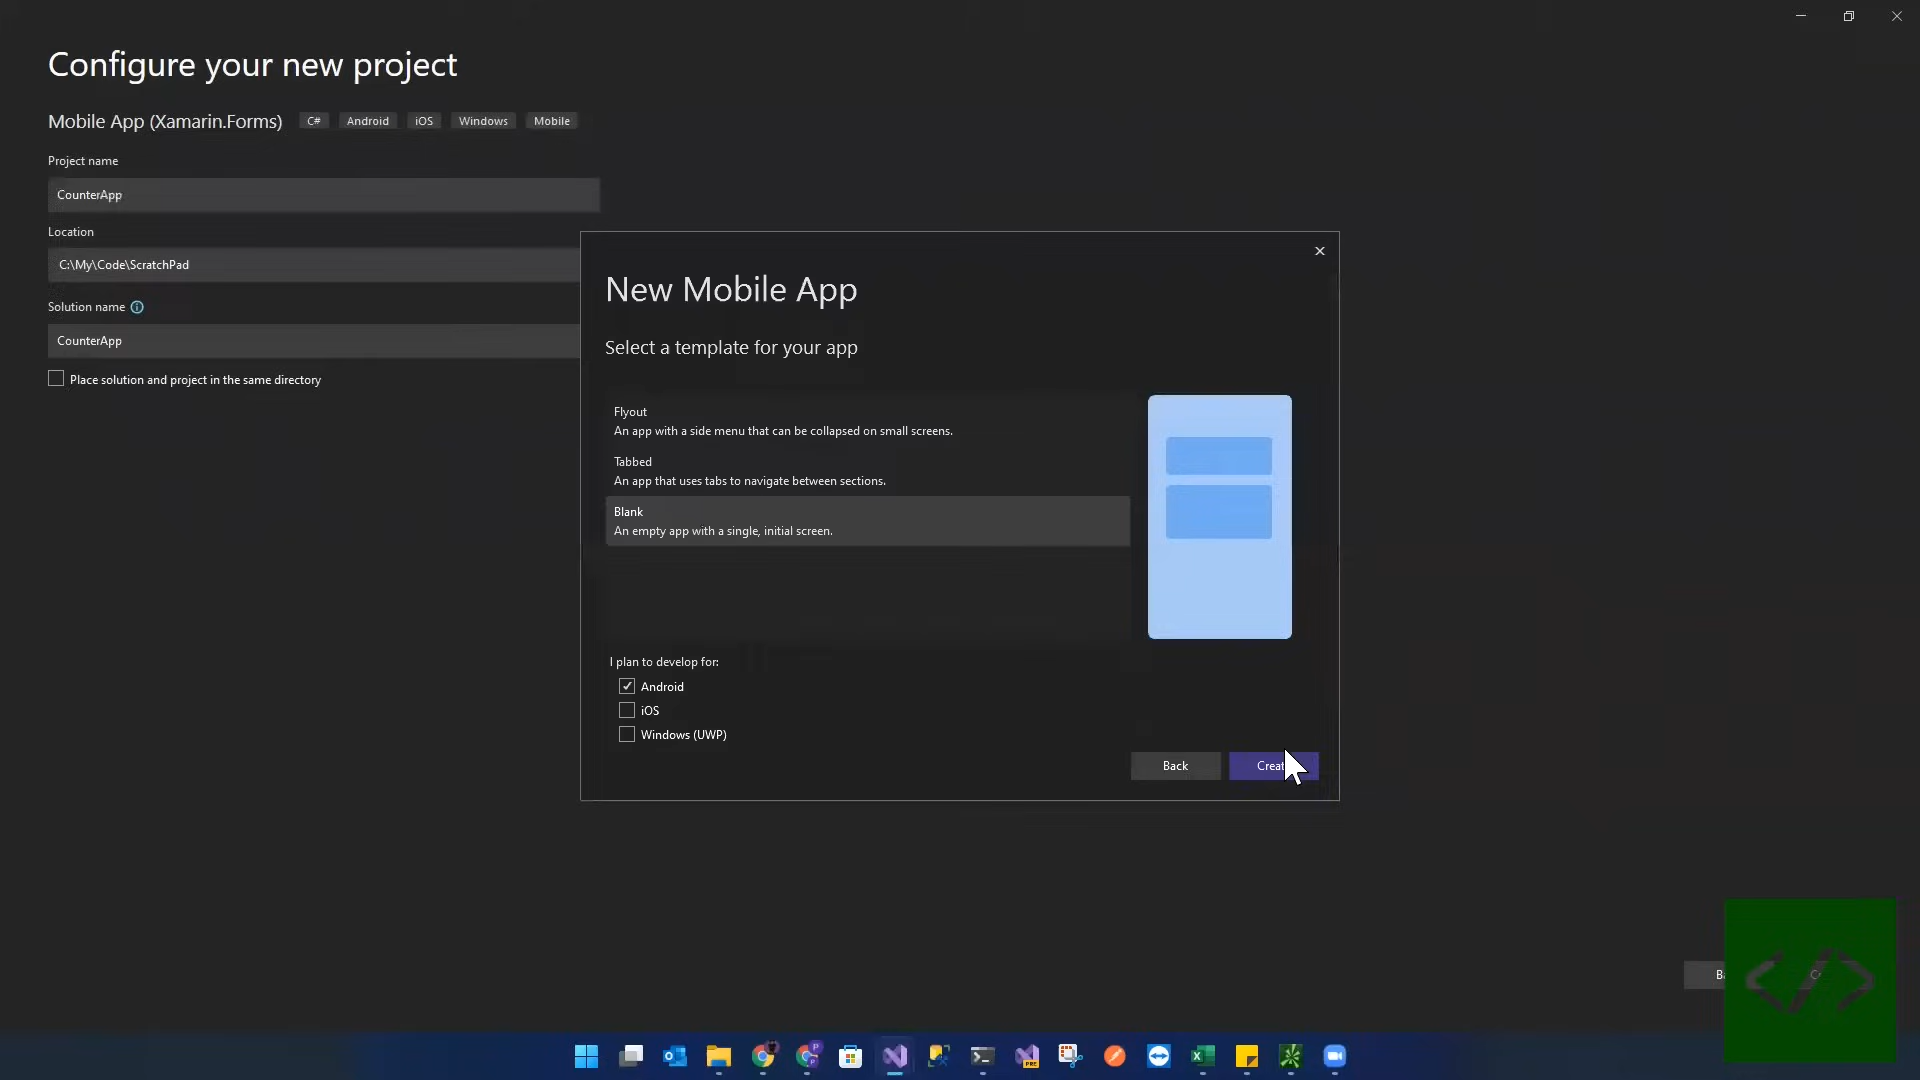 Configure your new project
Mobile App (Xamarin.Forms) C# Android iOS Windows Mobile
Project name
CounterApp
Location
C:\My\Code\ScratchPad
Solution name
CounterApp
Place solution and project in the same directory
New Mobile App
Select a template for your app
Flyout
An app with a side menu that can be collapsed on small screens.
Tabbed
An app that uses tabs to navigate between sections.
Blank
An empty app with a single, initial screen.
I plan to develop for:
Android
iOS
Windows (UWP)
Back